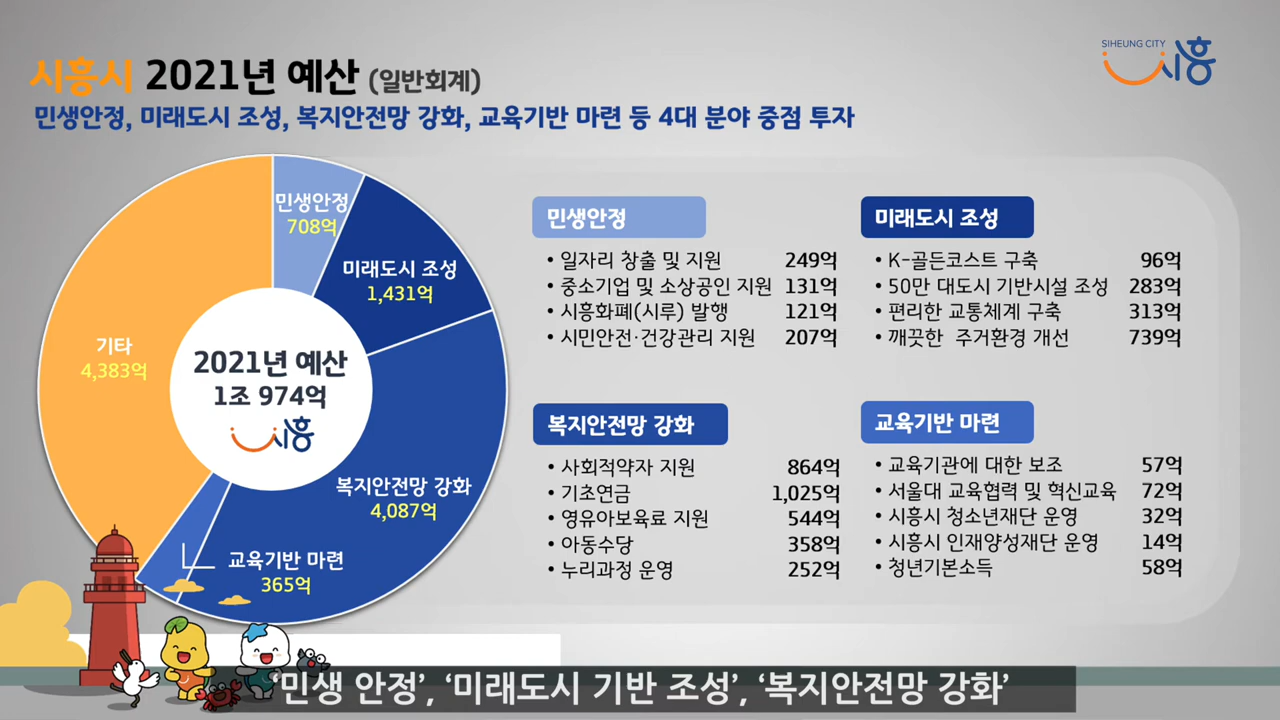 SIHEUNG CITY
시흥
시흥시 2021년 예산 (일반회계)
민생안정, 미래도시 조성, 복지안전망 강화, 교육기반 마련 등 4대 분야 중점 투자
민생안정
708억
미래도시 조성
1,431억
복지안전망 강화
4,087억
교육기반 마련
365억
기타
4,383억
2021년 예산
1조 974억
시흥
민생안정
• 일자리 창출 및 지원 249억
• 중소기업 및 소상공인 지원 131억
• 시흥화폐(시루) 발행 121억
• 시민안전·건강관리 지원 207억
미래도시 조성
• K-골든코스트 구축 96억
• 50만 대도시 기반시설 조성 283억
• 편리한 교통체계 구축 313억
• 깨끗한 주거환경 개선 739억
복지안전망 강화
• 사회적약자 지원 864억
• 기초연금 1,025억
• 영유아보육료 지원 544억
• 아동수당 358억
• 누리과정 운영 252억
교육기반 마련
• 교육기관에 대한 보조 57억
• 서울대 교육협력 및 혁신교육 72억
• 시흥시 청소년재단 운영 32억
• 시흥시 인재양성재단 운영 14억
• 청년기본소득 58억
‘민생 안정’, ‘미래도시 기반 조성’, ‘복지안전망 강화’